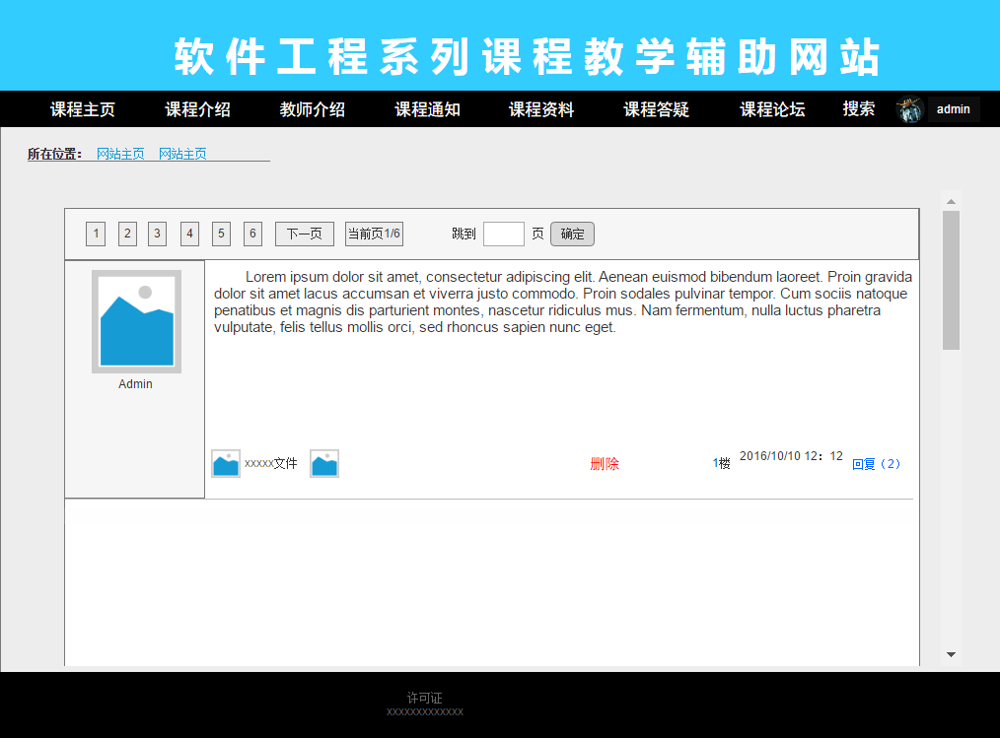 软件工程系列课程教学辅助网站
课程主页 课程介绍 教师介绍 课程通知 课程资料 课程答疑 课程论坛 搜索 admin
所在位置： 网站主页 网站主页
1 2 3 4 5 6 下一页 当前页1/6 跳到 页 确定
Lorem ipsum dolor sit amet, consectetur adipiscing elit. Aenean euismod bibendum laoreet. Proin gravida
dolor sit amet lacus accumsan et viverra justo commodo. Proin sodales pulvinar tempor. Cum sociis natoque
penatibus et magnis dis parturient montes, nascetur ridiculus mus. Nam fermentum, nulla luctus pharetra
vulputate, felis tellus mollis orci, sed rhoncus sapien nunc eget.
Admin
xxxxx文件 删除 1楼 2016/10/10 12：12 回复（2）
许可证
xxxxxxxxxxxxx